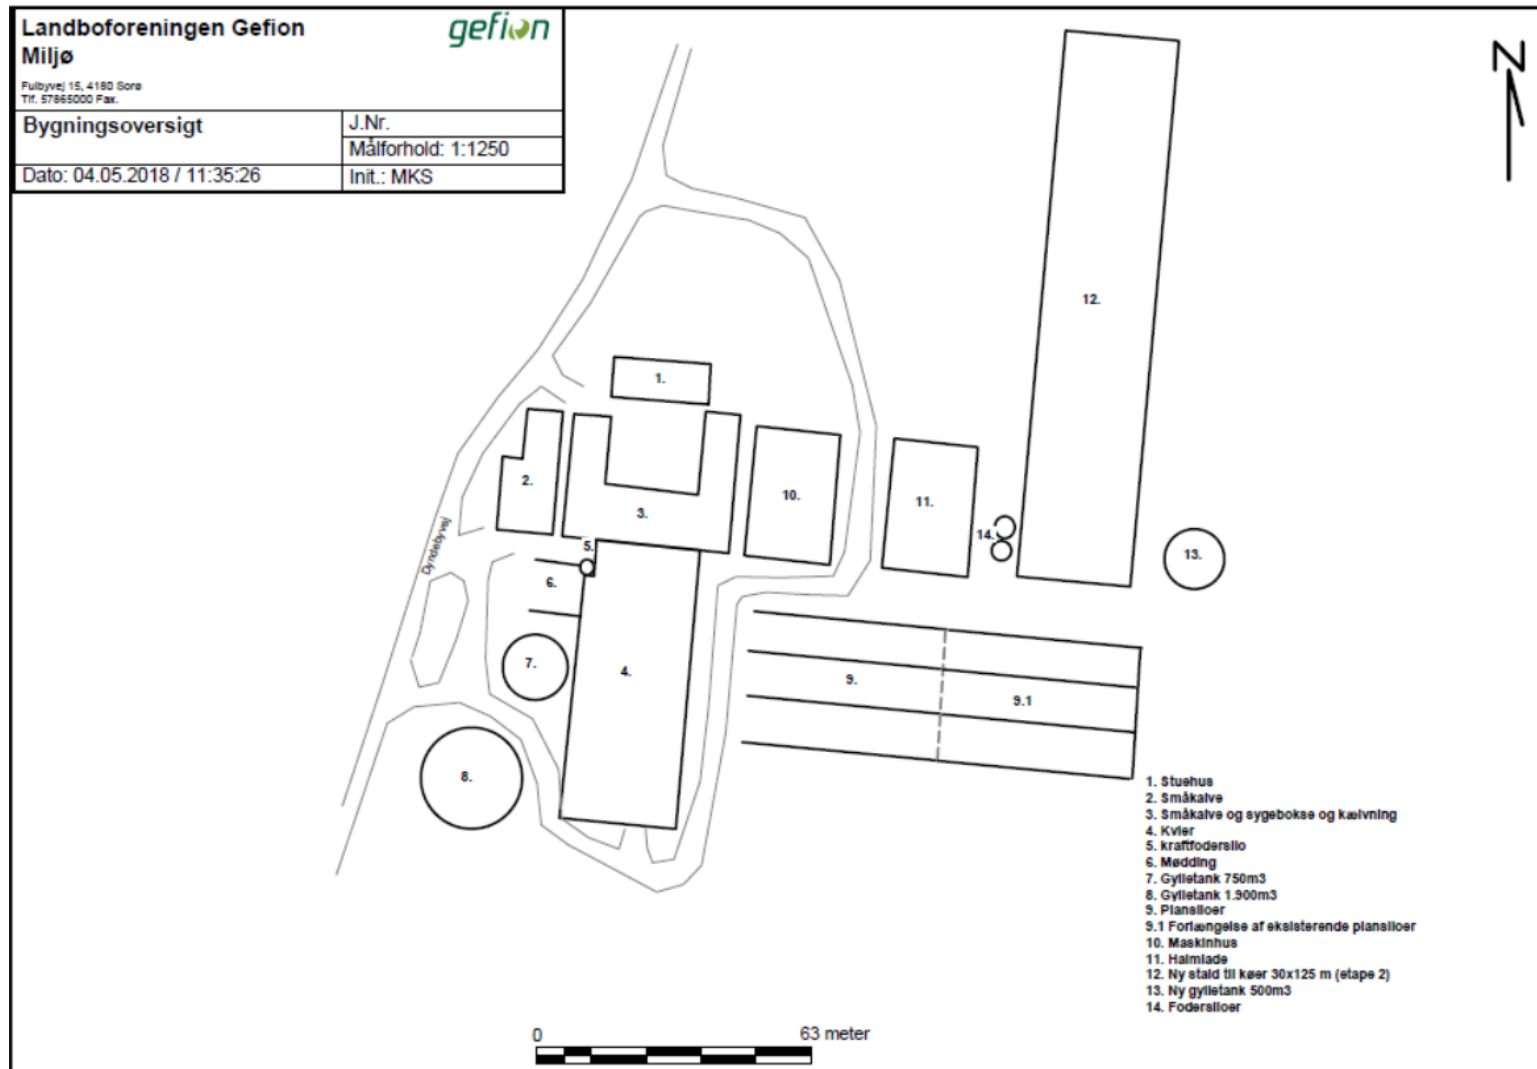 Landboforeningen Gefion
Miljø
gefion
Fulbyvej 15, 4180 Sorø
Tlf. 57865000 Fax.
Bygningsoversigt
J.Nr.
Målforhold: 1:1250
Dato: 04.05.2018 / 11:35:26
Init.: MKS
N
12.
1.
2.
3.
10.
11.
14.
13.
5.
6.
Dyndebyvej
7.
4.
9.
9.1
8.
1. Stuehus
2. Småkalve
3. Småkalve og sygebokse og kælvning
4. Kvier
5. kraftfodersilo
6. Mødding
7. Gylletank 750m3
8. Gylletank 1.900m3
9. Plansiloer
9.1 Forlængelse af eksisterende plansiloer
10. Maskinhus
11. Halmlade
12. Ny stald til køer 30x125 m (etape 2)
13. Ny gylletank 500m3
14. Fodersiloer
0
63 meter